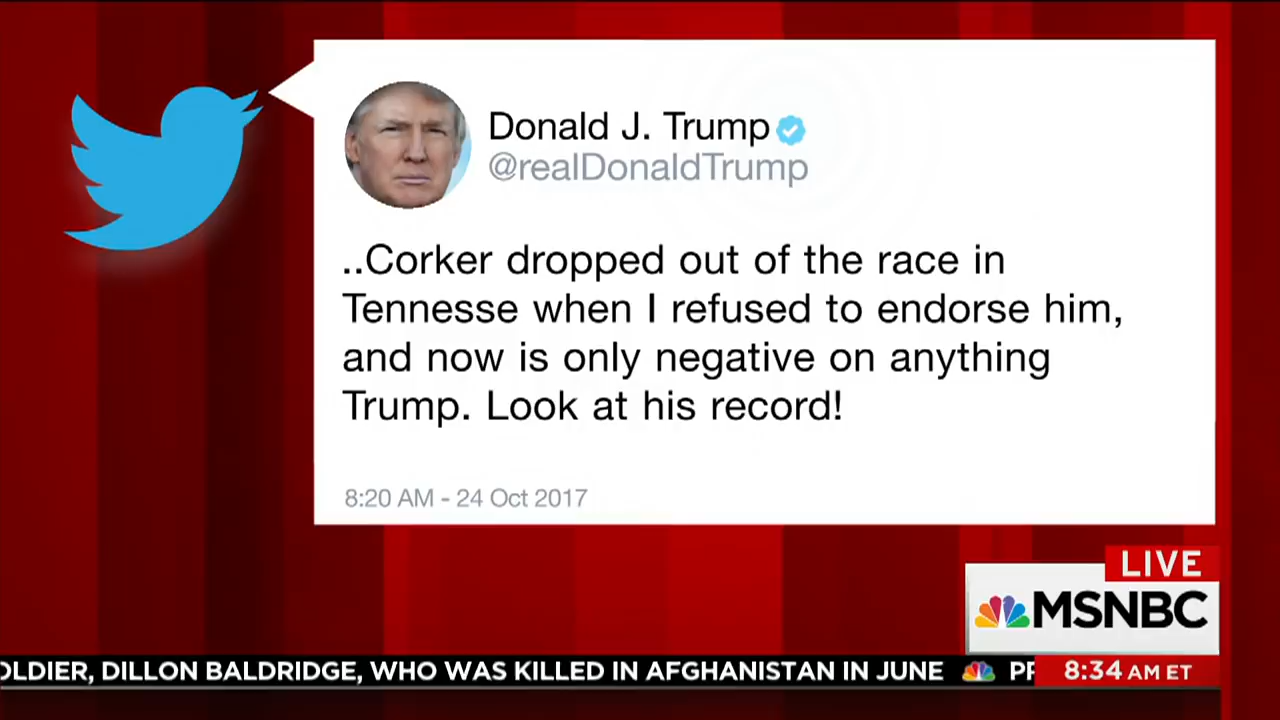 Donald J. Trump
@realDonaldTrump
..Corker dropped out of the race in
Tennesse when I refused to endorse him,
and now is only negative on anything
Trump. Look at his record!
8:20 AM - 24 Oct 2017
LIVE
MSNBC
OLDIER, DILLON BALDRIDGE, WHO WAS KILLED IN AFGHANISTAN IN JUNE
8:34 AM ET